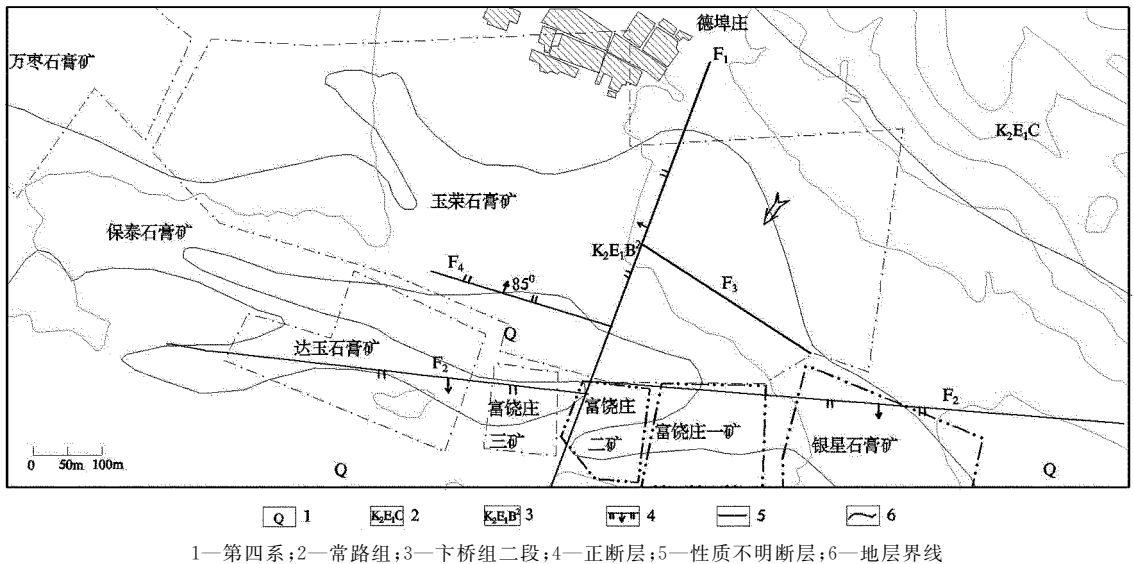 德埠庄
F₁
万枣石膏矿
K₂E₁C
玉荣石膏矿
保泰石膏矿
K₂E₁B²
F₄
85⁰
F₃
Q
达玉石膏矿
F₂
F₂
富饶庄
三矿
富饶庄
二矿
富饶庄一矿
银星石膏矿
0 50m 100m
Q
Q
Q 1 K₂E₁C 2 K₂E₁B² 3 4 5 6
1—第四系;2—常路组;3—卞桥组二段;4—正断层;5—性质不明断层;6—地层界线